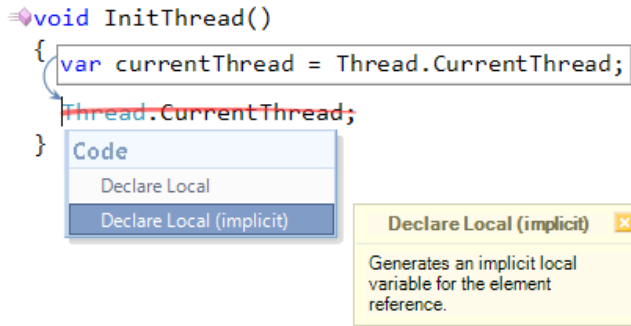 void InitThread()
{
var currentThread = Thread.CurrentThread;
Thread.CurrentThread;
}
Code
Declare Local
Declare Local (implicit)
Declare Local (implicit)
Generates an implicit local
variable for the element
reference.